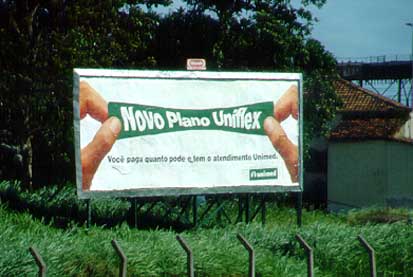 Novo Plano Uniflex
Você paga quanto pode e tem o atendimento Unimed.
Unimed